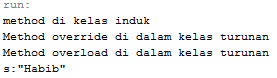 run:
method di kelas induk
Method override di dalam kelas turunan
Method overload di dalam kelas turunan
s:"Habib"